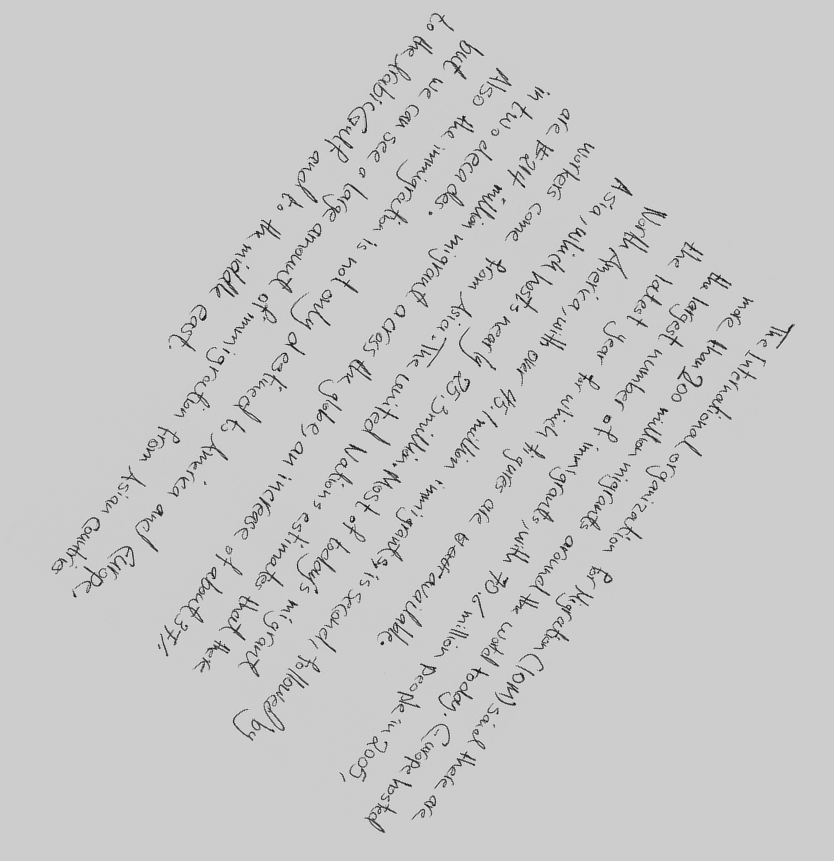 The International organization for Migration (IOM) said there are
more than 200 million migrants around the world today. Europe hosted
the largest number of immigrants, with 70.6 million people in 2005,
the latest year for which figures are available.
North America, with over 45.1 million immigrants, is second, followed by
Asia, which hosts nearly 25.3 million. Most of today's migrant
workers come from Asia. The United Nations estimates that there
are 214 million migrant across the globe, an increase of about 37%
in two decades.
Also the immigration is not only destined to America and Europe,
but we can see a large amount of immigration from Asian countries
to the Arabic Gulf and to the middle east.